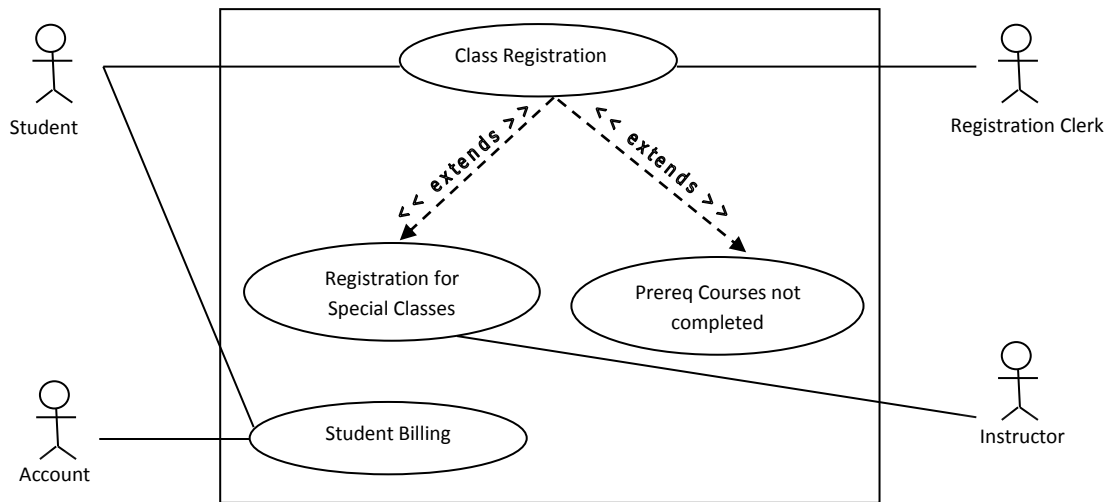 Class Registration
Student
Registration Clerk
<< extends >>
<< extends >>
Registration for
Special Classes
Prereq Courses not
completed
Student Billing
Account
Instructor